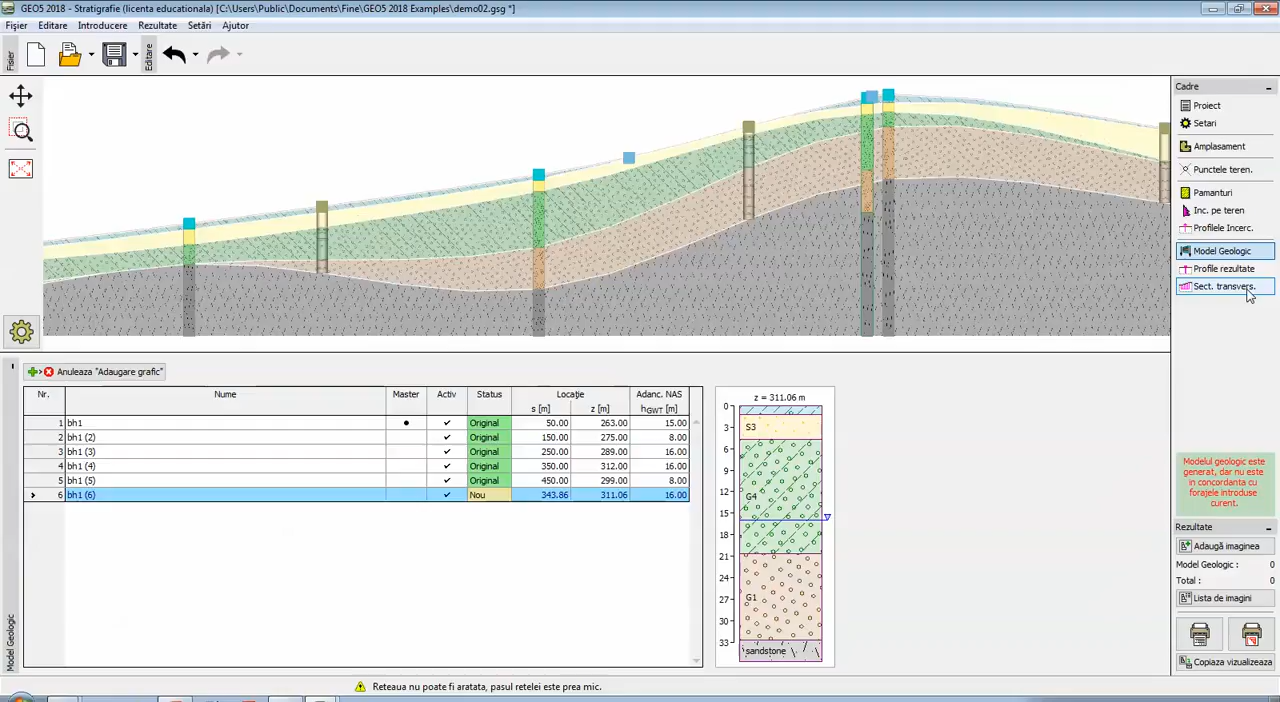 GEO5 2018 - Stratigrafie (licenta educationala) [C:\Users\Public\Documents\Fine\GEO5 2018 Examples\demo02.gsg *]
Fișier Editare Introducere Rezultate Setări Ajutor
Fisier
Editare
Cadre
Proiect
Setari
Amplasament
Punctele teren.
Pamanturi
Inc. pe teren
Profilele Incerc.
Model Geologic
Profile rezultate
Sect. transvers.
Anuleaza "Adaugare grafic"
Nr. Nume Master Activ Status Locație Adanc. NAS
s [m] z [m] hGWT [m]
1 bh1 ● ✓ Original 50.00 263.00 15.00
2 bh1 (2) ✓ Original 150.00 275.00 8.00
3 bh1 (3) ✓ Original 250.00 289.00 16.00
4 bh1 (4) ✓ Original 350.00 312.00 16.00
5 bh1 (5) ✓ Original 450.00 299.00 8.00
6 bh1 (6) ✓ Nou 343.86 311.06 16.00
z = 311.06 m
0
3
6
9
12
15
18
21
24
27
30
33
S3
G4
G1
sandstone
Model Geologic
Modelul geologic este
generat, dar nu este
in concordanta cu
forajele introduse
curent.
Rezultate
Adaugă imaginea
Model Geologic : 0
Total : 0
Lista de imagini
Copiaza vizualizeaza
Reteaua nu poate fi aratata, pasul retelei este prea mic.